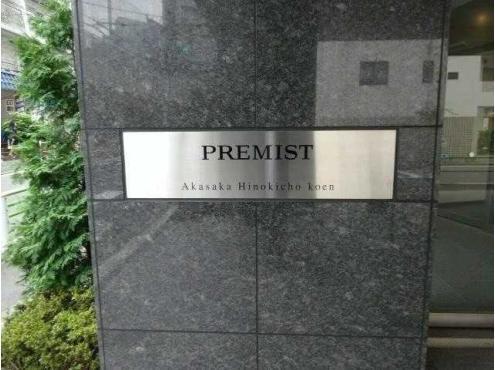 PREMIST
Akasaka Hinokicho koen